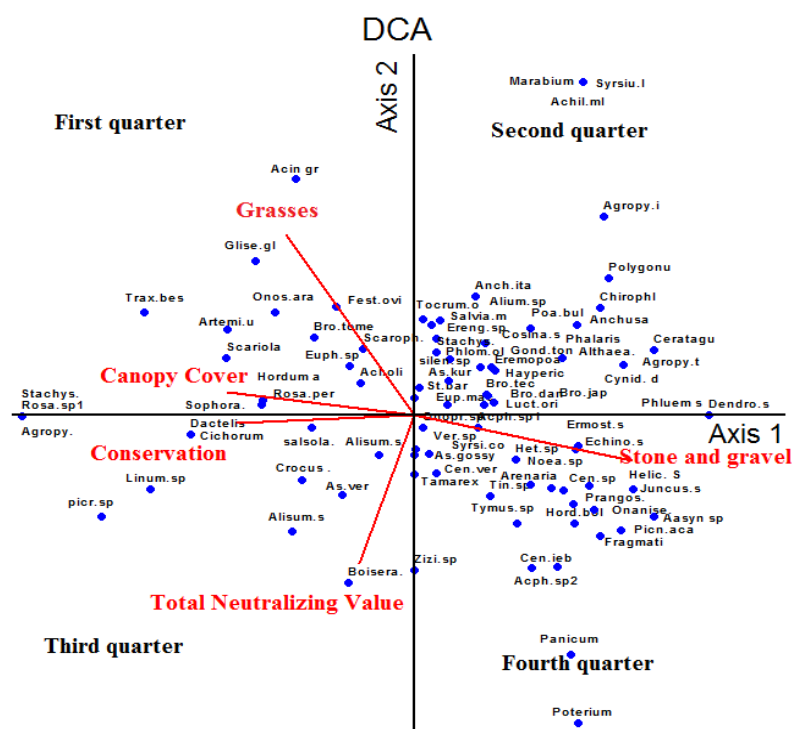 DCA
Axis 2
Marabium Syrsiu.l
Achil.ml
First quarter
Second quarter
Acin gr
Grasses
Agropy.i
Glise.gl
Polygonu
Trax.bes
Onos.ara
Fest.ovi
Anch.ita
Alium.sp
Chirophl
Tocrum.o
Salvia.m
Poa.bul
Anchusa
Artemi.u
Bro.tome
Scaroph.
Ereng.sp
Cosina.s
Stachys.
Phalaris
Ceratagu
Scariola
Euph.sp
Phlom.ol
Gond.ton
Althaea.
silen.sp
Eremopoa
Agropy.t
Canopy Cover
Horduma
Aci.oli
As.kur
Hayperic
Cynid. d
Stachys.
Rosa.per
St.bar
Bro.tec
Bro.dan
Bro.jap
Rosa.sp1
Sophora.
Eup.ma
Luct.ori
Phluem s
Dendro.s
Agropy.
Dactelis
Cichorum
salsola.
Acph.sp1
Ermost.s
Axis 1
Conservation
Alisum.s
Ver.sp
Syrsi.co
As.gossy
Het.sp
Echino.s
Noea.sp
Stone and gravel
Linum.sp
Crocus .
Cen.ver
Tamarex
Arenaria
Cen.sp
Helic. S
Tin.sp
Juncus.s
picr.sp
As.ver
Tymus.sp
Prangos.
Hord.bol
Onanise.
Aasyn sp
Alisum.s
Picn.aca
Fragmati
Boisera.
Zizi.sp
Cen.ieb
Acph.sp2
Total Neutralizing Value
Third quarter
Panicum
Fourth quarter
Poterium